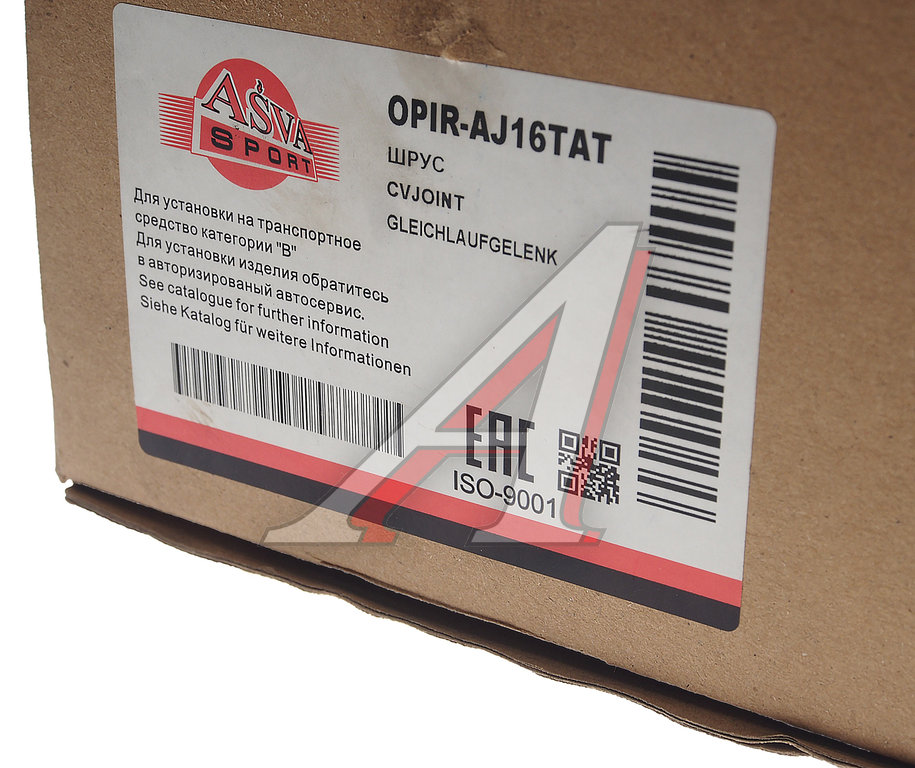 AŠVA
SPORT
OPIR-AJ16TAT
ШРУС
CVJOINT
GLEICHLAUFGELENK
Для установки на транспортное
средство категории "В"
Для установки изделия обратитесь
в авторизированый автосервис.
See catalogue for further information
Siehe Katalog für weitere Informationen
EAC
ISO-9001